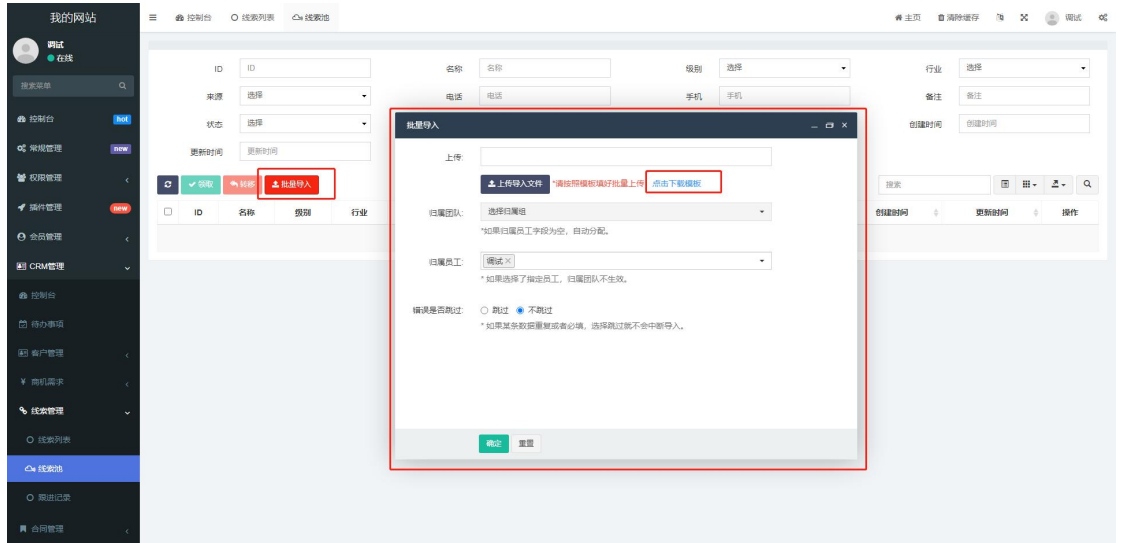 我的网站
控制台 线索列表 线索池 主页 清除缓存 调试
调试
在线
搜索菜单
控制台 hot
常规管理 new
权限管理
插件管理 new
会员管理
CRM管理
控制台
待办事项
客户管理
商机需求
线索管理
线索列表
线索池
跟进记录
合同管理
ID ID 名称 名称 级别 选择 行业 选择
来源 选择 电话 电话 手机 手机 备注 备注
状态 选择 创建时间 创建时间
更新时间 更新时间
领取 转移 批量导入 搜索
ID 名称 级别 行业 创建时间 更新时间 操作
批量导入
上传:
上传导入文件 *请按照模板填好批量上传 点击下载模板
归属团队: 选择归属组
*如果归属员工字段为空，自动分配。
归属员工: 调试 ×
* 如果选择了指定员工，归属团队不生效。
错误是否跳过: 跳过 不跳过
* 如果某条数据重复或者必填，选择跳过就不会中断导入。
确定 重置